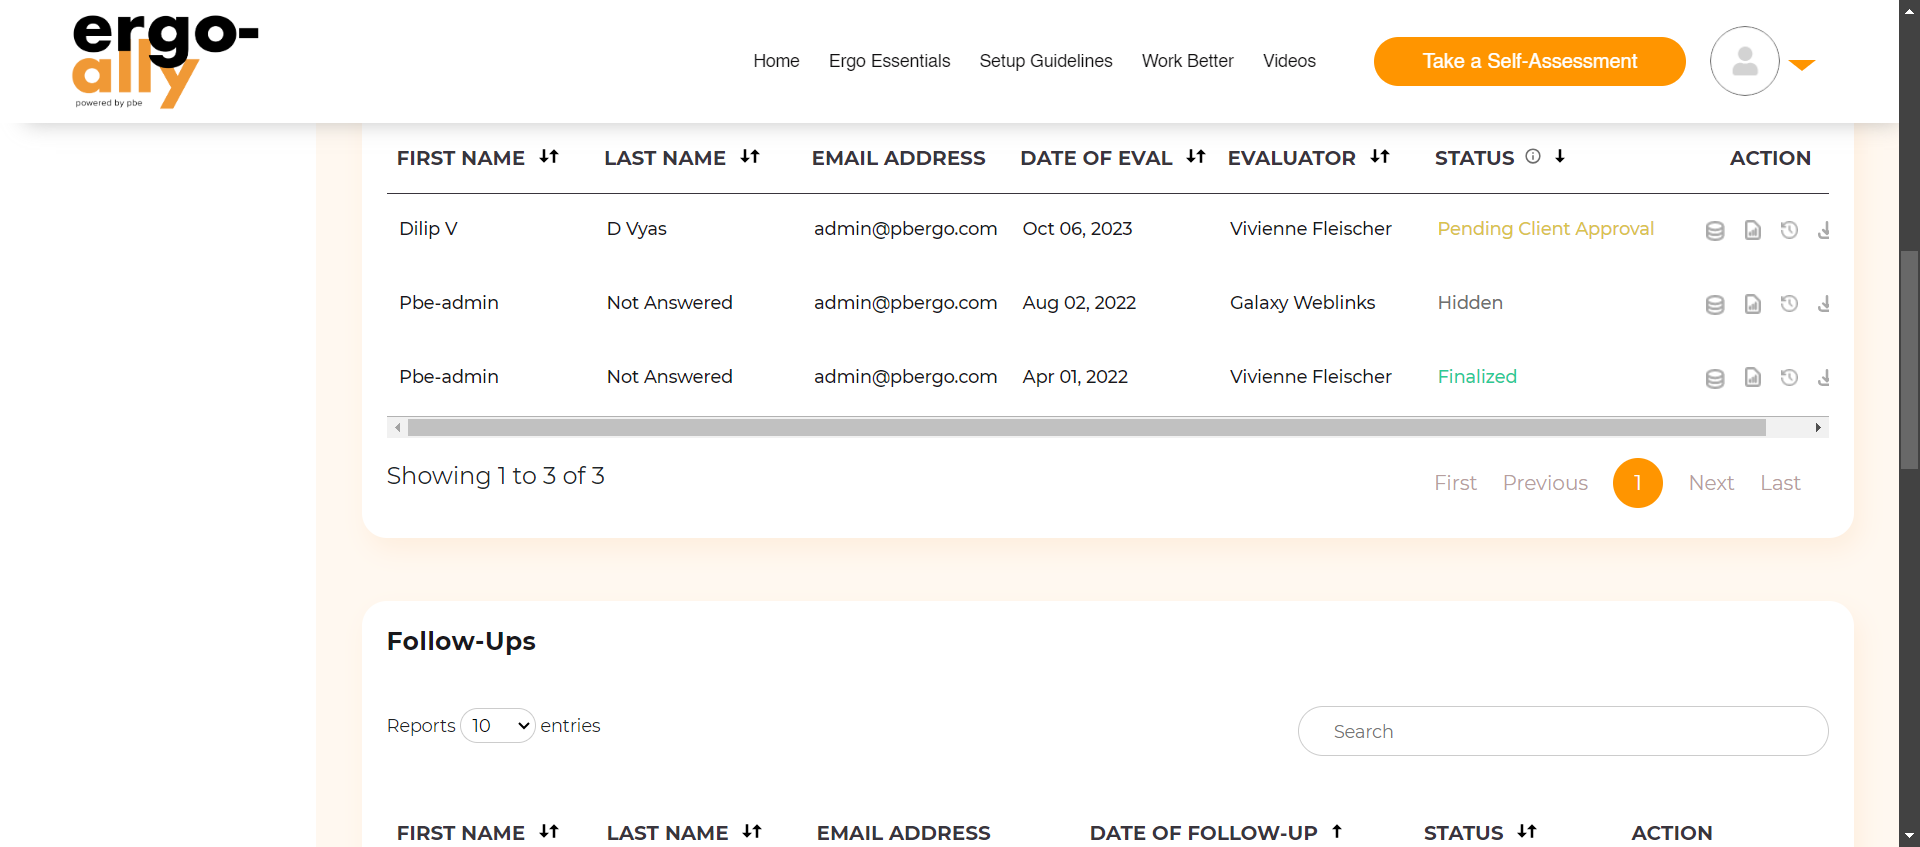 ergo-
ally
powered by pbe
Home Ergo Essentials Setup Guidelines Work Better Videos Take a Self-Assessment
FIRST NAME LAST NAME EMAIL ADDRESS DATE OF EVAL EVALUATOR STATUS ACTION
Dilip V D Vyas admin@pbergo.com Oct 06, 2023 Vivienne Fleischer Pending Client Approval
Pbe-admin Not Answered admin@pbergo.com Aug 02, 2022 Galaxy Weblinks Hidden
Pbe-admin Not Answered admin@pbergo.com Apr 01, 2022 Vivienne Fleischer Finalized
Showing 1 to 3 of 3
First Previous 1 Next Last
Follow-Ups
Reports 10 entries Search
FIRST NAME LAST NAME EMAIL ADDRESS DATE OF FOLLOW-UP STATUS ACTION